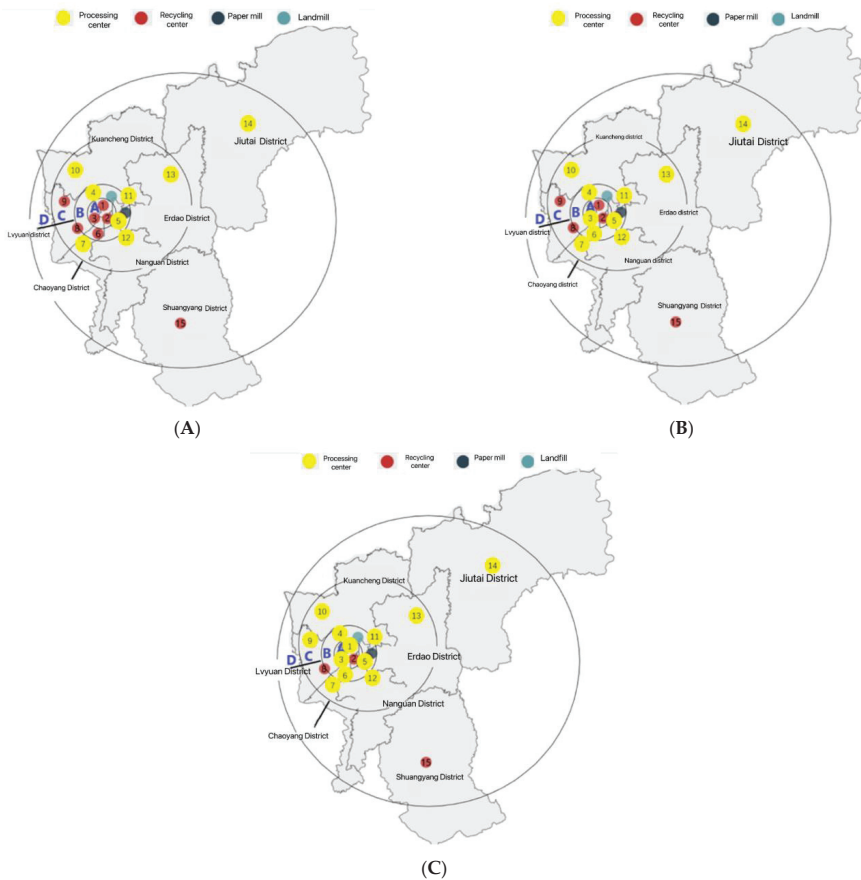 Processing center Recycling center Paper mill Landmill
14
Jiutai District
Kuancheng District
10
13
4
11
9
1
D C B A
3 2 5
Erdao District
Lvyuan district
8
6
12
7
Nanguan District
Chaoyang District
Shuangyang District
15
(A)
Processing center Recycling center Paper mill Landmill
14
Jiutai District
Kuancheng district
10
13
4
11
9
1
D C B A
3 2 5
Erdao district
Lvyuan district
8
6
12
7
Nanguan district
Chaoyang district
Shuangyang District
15
(B)
Processing center Recycling center Paper mill Landfill
14
Jiutai District
Kuancheng District
10
13
4
11
9
1
D C B A
3 2 5
Erdao District
Lvyuan District
8
6
12
7
Nanguan District
Chaoyang District
15
Shuangyang District
(C)